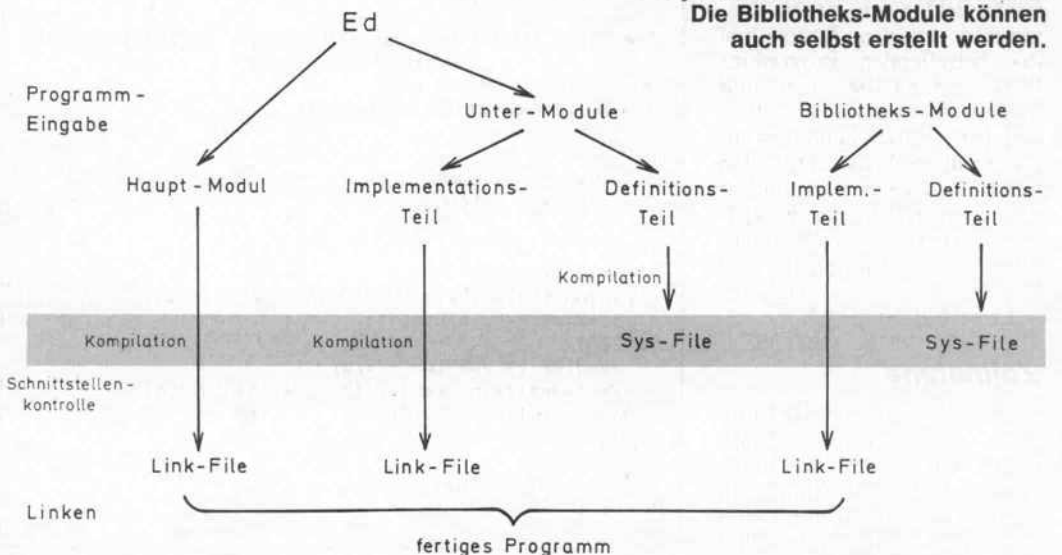 Die Bibliotheks-Module können
auch selbst erstellt werden.
Ed
Programm-
Eingabe
Unter-Module
Bibliotheks-Module
Haupt-Modul
Implementations-
Teil
Definitions-
Teil
Implem.-
Teil
Definitions-
Teil
Kompilation
Kompilation
Kompilation
Sys-File
Sys-File
Schnittstellen-
kontrolle
Link-File
Link-File
Link-File
Linken
fertiges Programm